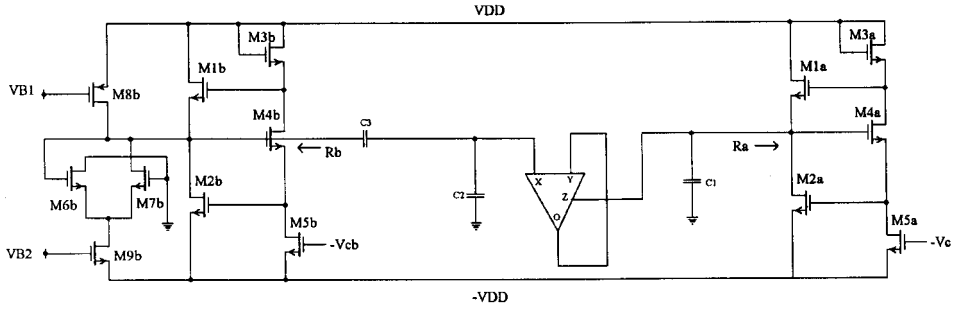 VDD
M3b
M3a
M1b
M1a
VB1
M8b
M4b
M4a
C3
Rb
Ra
X
Y
Z
O
C1
C2
M6b
M7b
M2b
M2a
M5b
M5a
-Vcb
-Vc
VB2
M9b
-VDD